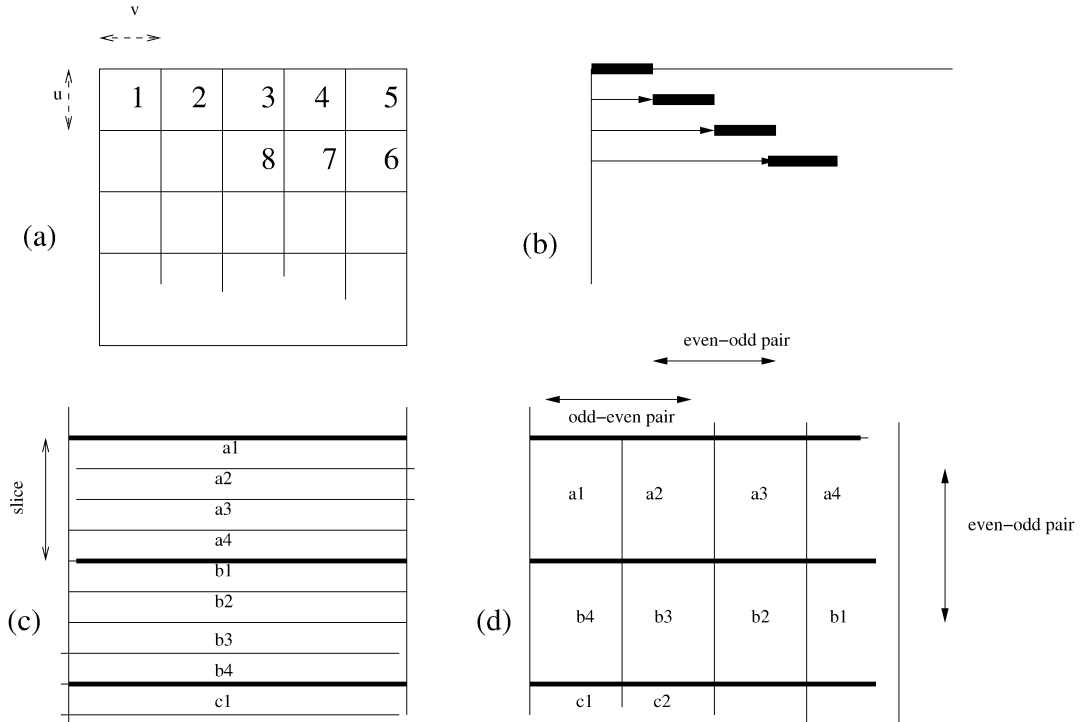 v
u
1 2 3 4 5
8 7 6
(a)
(b)
even-odd pair
odd-even pair
slice
a1
a2
a3
a4
b1
b2
b3
b4
c1
(c)
a1 a2 a3 a4
even-odd pair
b4 b3 b2 b1
(d)
c1 c2